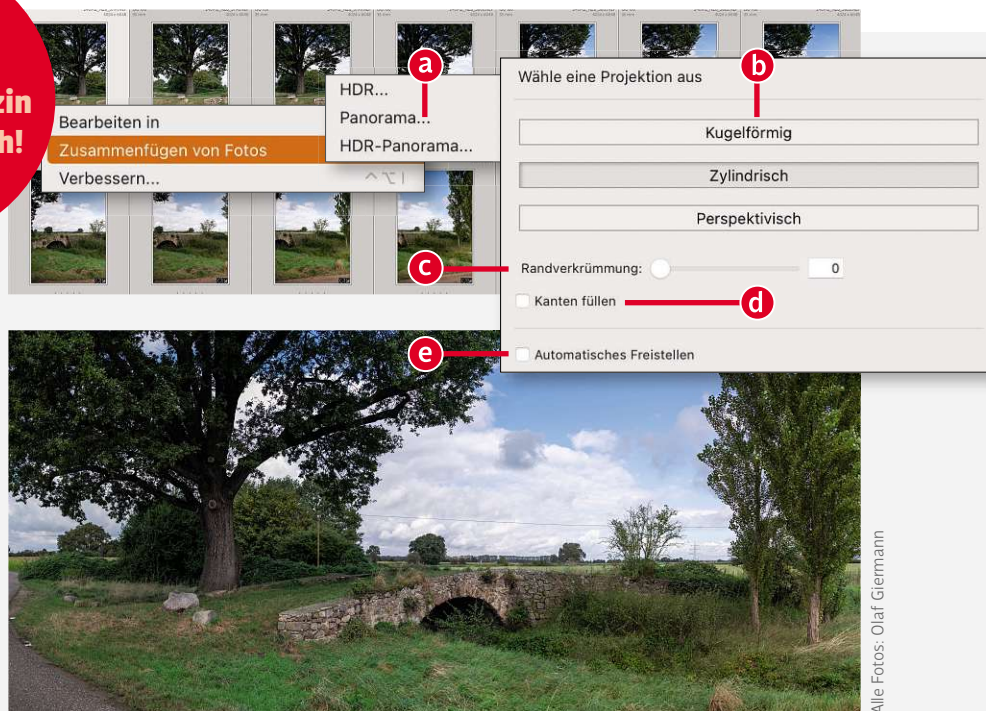 zin
h!
Bearbeiten in
Zusammenfügen von Fotos
Verbessern...
a
HDR...
Panorama...
HDR-Panorama...
b
Wähle eine Projektion aus
Kugelförmig
Zylindrisch
Perspektivisch
c
Randverkrümmung: 0
Kanten füllen
d
e
Automatisches Freistellen
Alle Fotos: Olaf Giermann